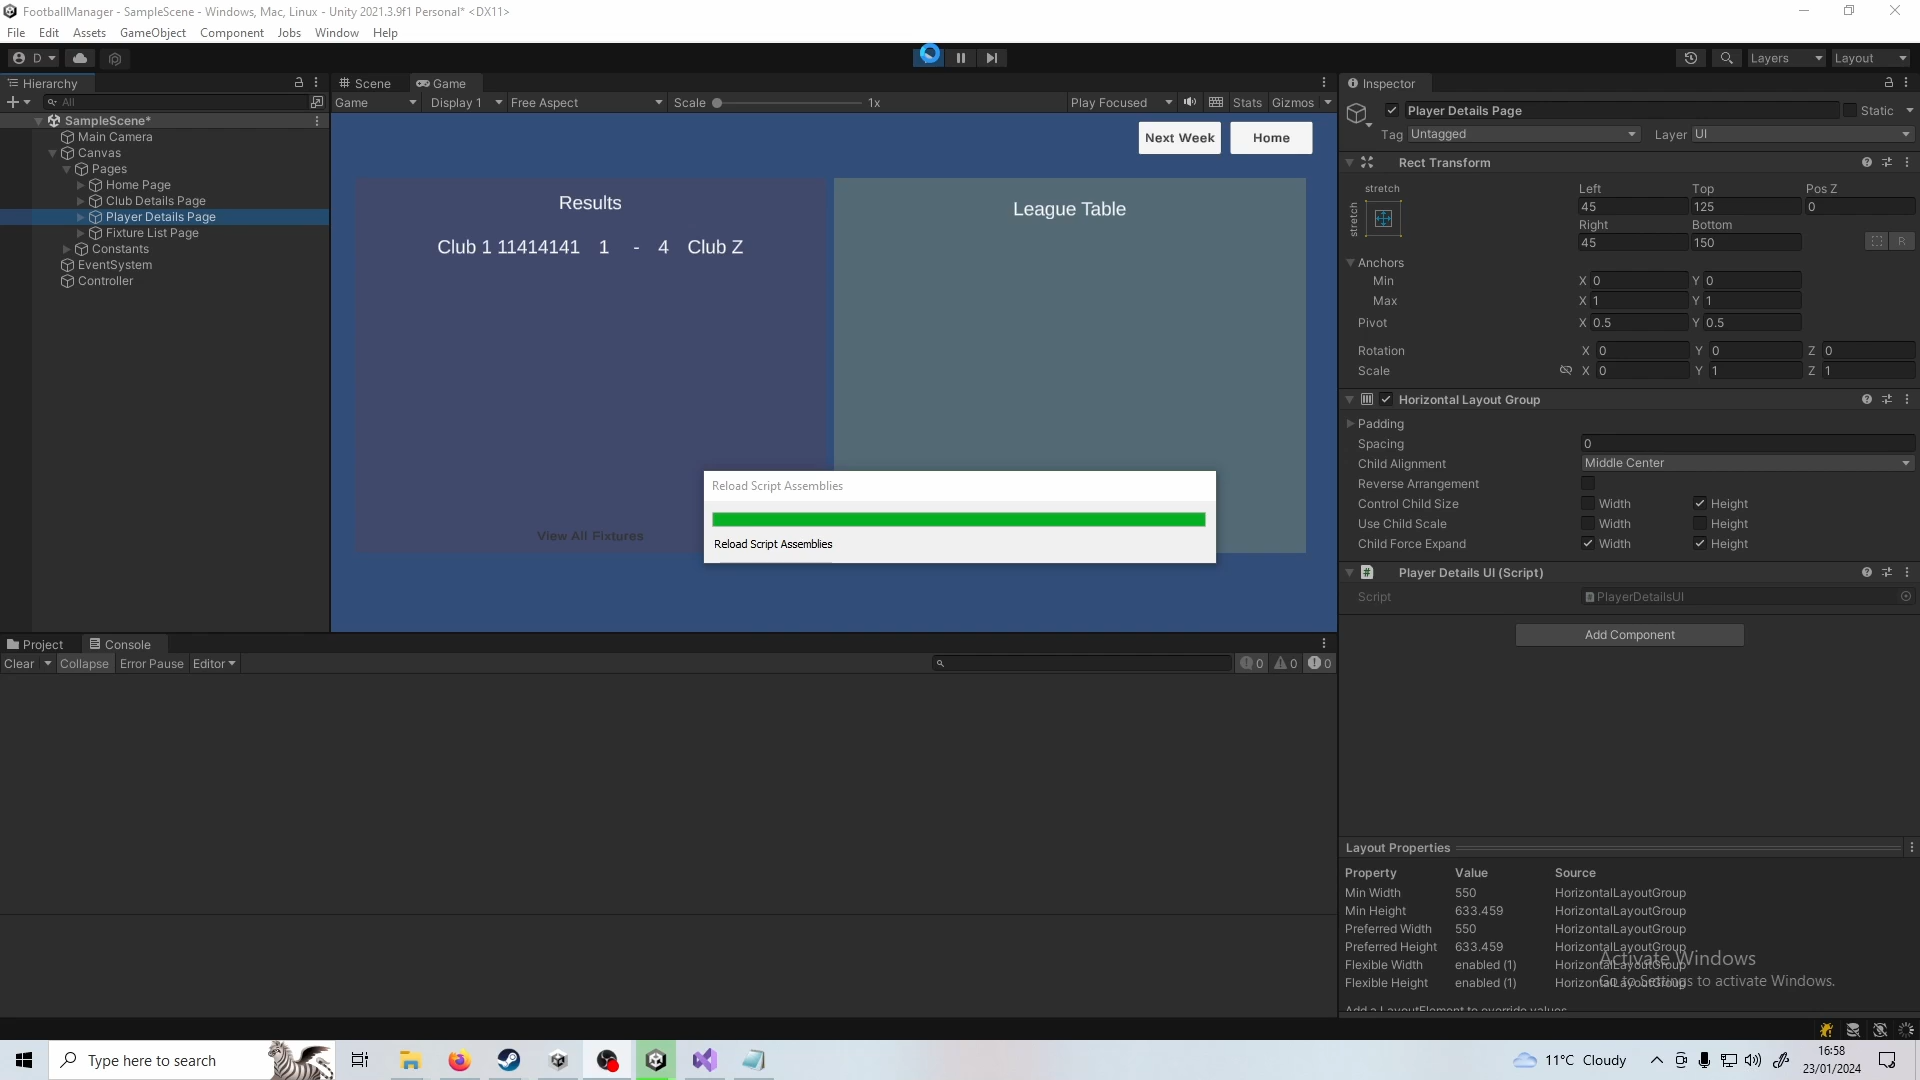 FootballManager - SampleScene - Windows, Mac, Linux - Unity 2021.3.9f1 Personal* <DX11>
File Edit Assets GameObject Component Jobs Window Help
D Layers Layout
Hierarchy
All
SampleScene*
Main Camera
Canvas
Pages
Home Page
Club Details Page
Player Details Page
Fixture List Page
Constants
EventSystem
Controller
Scene Game
Game Display 1 Free Aspect Scale 1x Play Focused Stats Gizmos
Next Week Home
Results
Club 1 11414141 1 - 4 Club Z
View All Fixtures
League Table
Reload Script Assemblies
Reload Script Assemblies
Project Console
Clear Collapse Error Pause Editor 0 0 0
Inspector
Player Details Page Static
Tag Untagged Layer UI
Rect Transform
stretch
stretch
Left Top Pos Z
45 125 0
Right Bottom
45 150 R
Anchors
Min X 0 Y 0
Max X 1 Y 1
Pivot X 0.5 Y 0.5
Rotation X 0 Y 0 Z 0
Scale X 0 Y 1 Z 1
Horizontal Layout Group
Padding
Spacing 0
Child Alignment Middle Center
Reverse Arrangement
Control Child Size Width Height
Use Child Scale Width Height
Child Force Expand Width Height
# Player Details UI (Script)
Script PlayerDetailsUI
Add Component
Layout Properties
Property Value Source
Min Width 550 HorizontalLayoutGroup
Min Height 633.459 HorizontalLayoutGroup
Preferred Width 550 HorizontalLayoutGroup
Preferred Height 633.459 HorizontalLayoutGroup
Flexible Width enabled (1) HorizontalLayoutGroup
Flexible Height enabled (1) HorizontalLayoutGroup
Add a LayoutElement to override values
Activate Windows
Go to Settings to activate Windows.
Type here to search
11°C Cloudy
16:58
23/01/2024